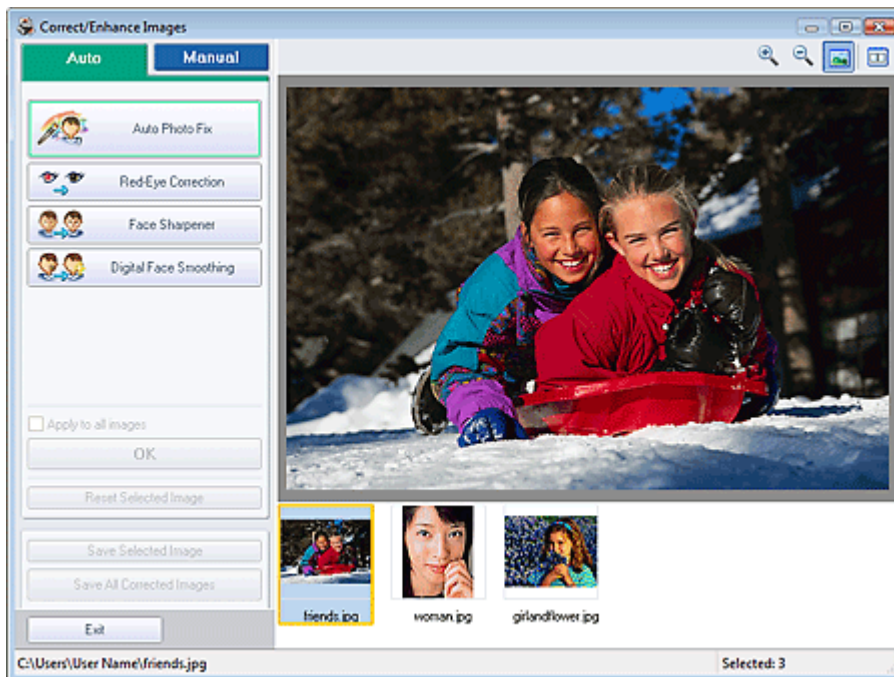 Correct/Enhance Images
Auto
Manual
Auto Photo Fix
Red-Eye Correction
Face Sharpener
Digital Face Smoothing
Apply to all images
OK
Reset Selected Image
Save Selected Image
Save All Corrected Images
Exit
friends.jpg
woman.jpg
girlandflower.jpg
C:\Users\User Name\friends.jpg
Selected: 3